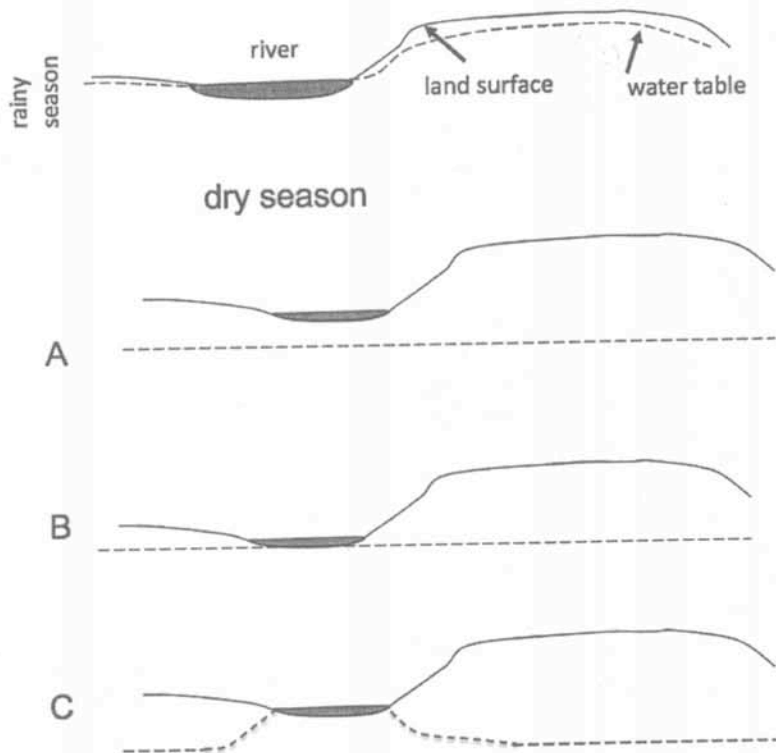 river
land surface
water table
rainy
season
dry season
A
B
C